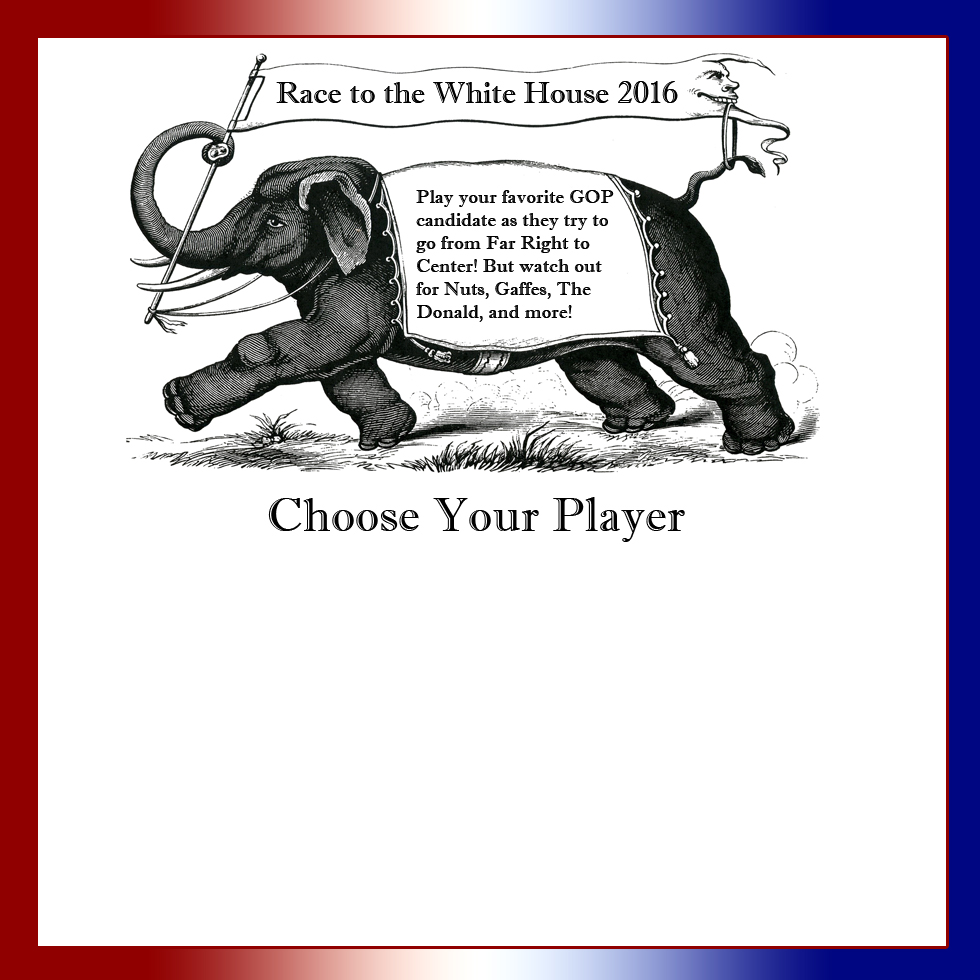 Race to the White House 2016
Play your favorite GOP
candidate as they try to
go from Far Right to
Center! But watch out
for Nuts, Gaffes, The
Donald, and more!
Choose Your Player